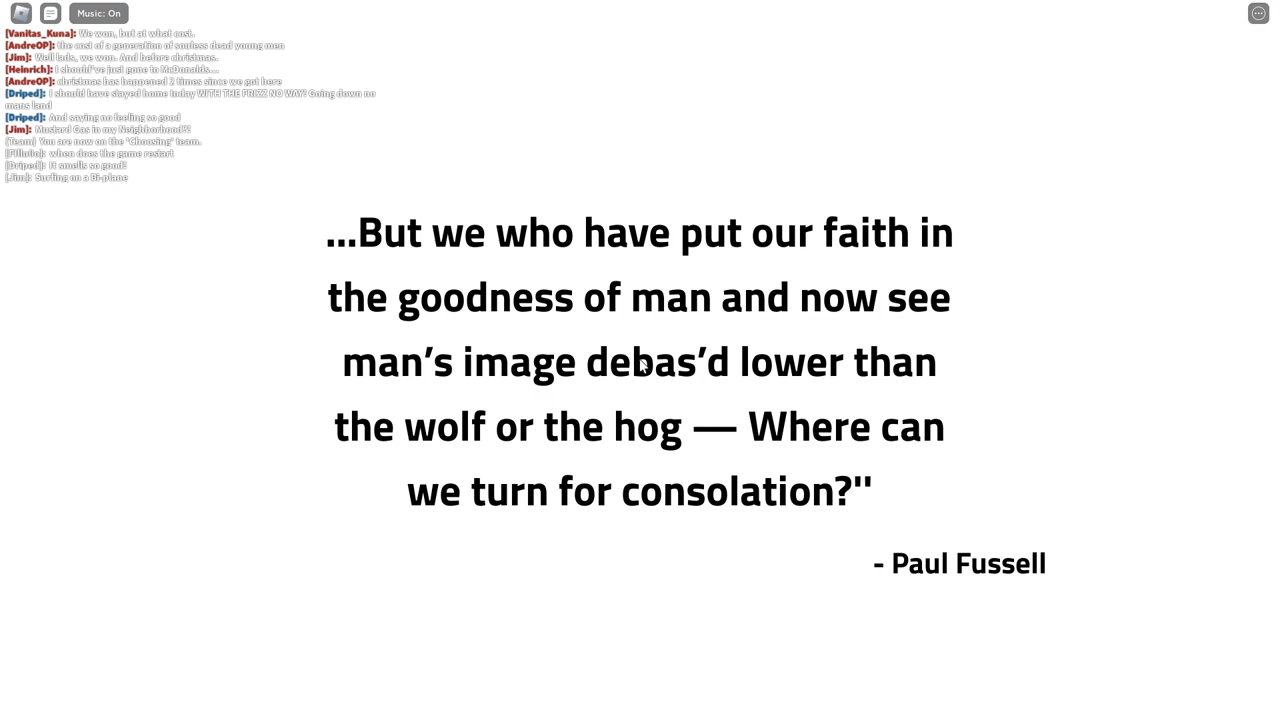 Music: On
[Vanitas_Kuna]: We won, but at what cost.
[AndreOP]: the cost of a generation of souless dead young men
[Jim]: Well lads, we won. And before christmas.
[Heinrich]: I should've just gone to McDonalds...
[AndreOP]: christmas has happened 2 times since we got here
[Driped]: I should have stayed home today WITH THE FRIZZ NO WAY! Going down no
mans land
[Driped]: And saying no feeling so good
[Jim]: Mustard Gas in my Neighborhood?!
{Team} You are now on the 'Choosing' team.
when does the game restart
[Driped]: It smells so good!
[Jim]: Surfing on a Bi-plane
...But we who have put our faith in
the goodness of man and now see
man’s image debas’d lower than
the wolf or the hog — Where can
we turn for consolation?"
- Paul Fussell